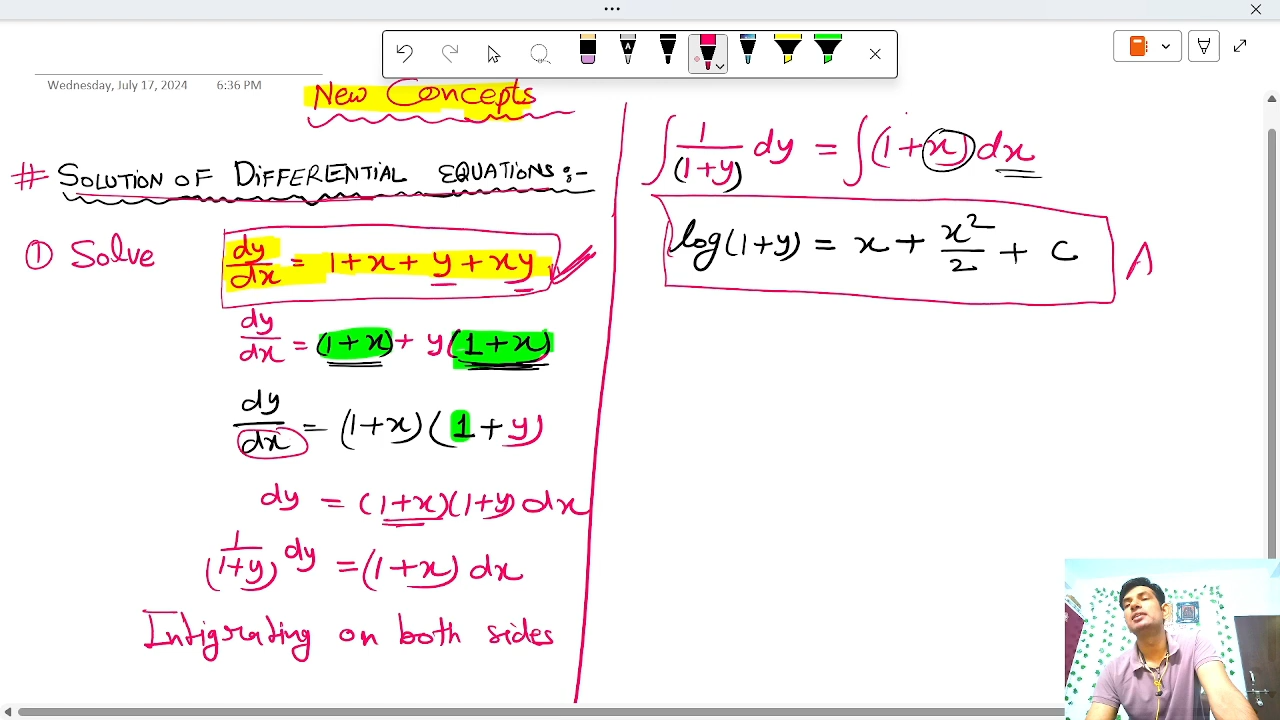 Wednesday, July 17, 2024 6:36 PM
New Concepts
# SOLUTION OF DIFFERENTIAL EQUATIONS :-
① Solve dy/dx = 1+x+y+xy
dy/dx = (1+x)+ y(1+x)
dy/dx = (1+x)(1+y)
dy = (1+x)(1+y) dx
1/(1+y) dy = (1+x) dx
Intigrating on both sides
∫ 1/(1+y) dy = ∫(1+x)dx
log(1+y) = x + x²/2 + C
A